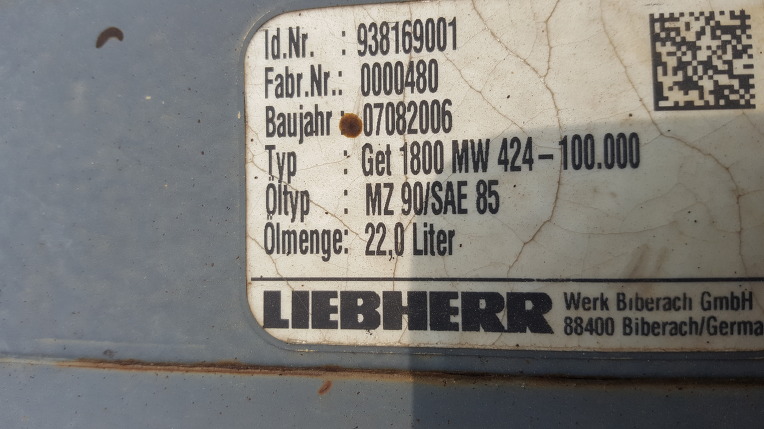 Id.Nr. : 938169001
Fabr.Nr.: 0000480
Baujahr : 07082006
Typ : Get 1800 MW 424-100.000
Öltyp : MZ 90/SAE 85
Ölmenge: 22,0 Liter
LIEBHERR
Werk Biberach GmbH
88400 Biberach/Germa